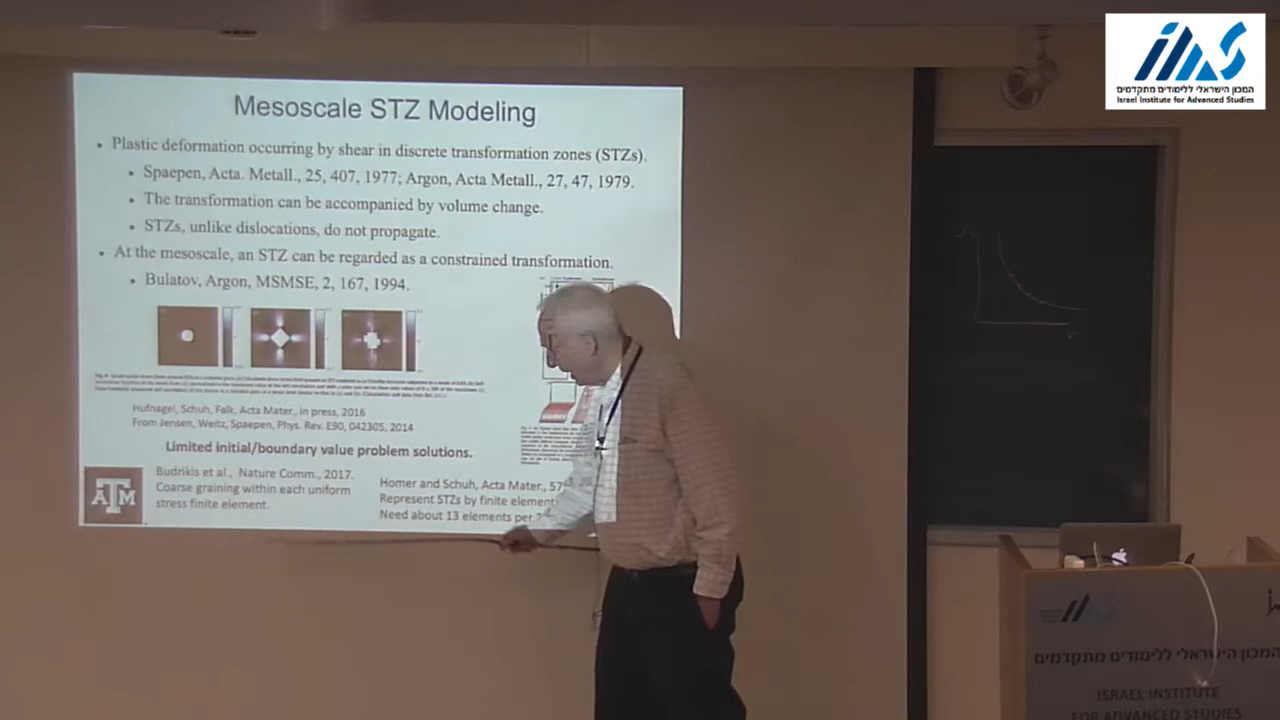 המכון הישראלי ללימודים מתקדמים
Israel Institute for Advanced Studies
Mesoscale STZ Modeling
• Plastic deformation occurring by shear in discrete transformation zones (STZs).
• Spaepen, Acta. Metall., 25, 407, 1977; Argon, Acta Metall., 27, 47, 1979.
• The transformation can be accompanied by volume change.
• STZs, unlike dislocations, do not propagate.
• At the mesoscale, an STZ can be regarded as a constrained transformation.
• Bulatov, Argon, MSMSE, 2, 167, 1994.
Hufnagel, Schuh, Falk, Acta Mater., in press, 2016
From Jensen, Weitz, Spaepen, Phys. Rev. E90, 042305, 2014
Limited initial/boundary value problem solutions.
Budrikis et al., Nature Comm., 2017.
Coarse graining within each uniform
stress finite element.
Homer and Schuh, Acta Mater., 57
Represent STZs by finite element
Need about 13 elements per
ATM
המכון הישראלי ללימודים מתקדמים
ISRAEL INSTITUTE
FOR ADVANCED STUDIES